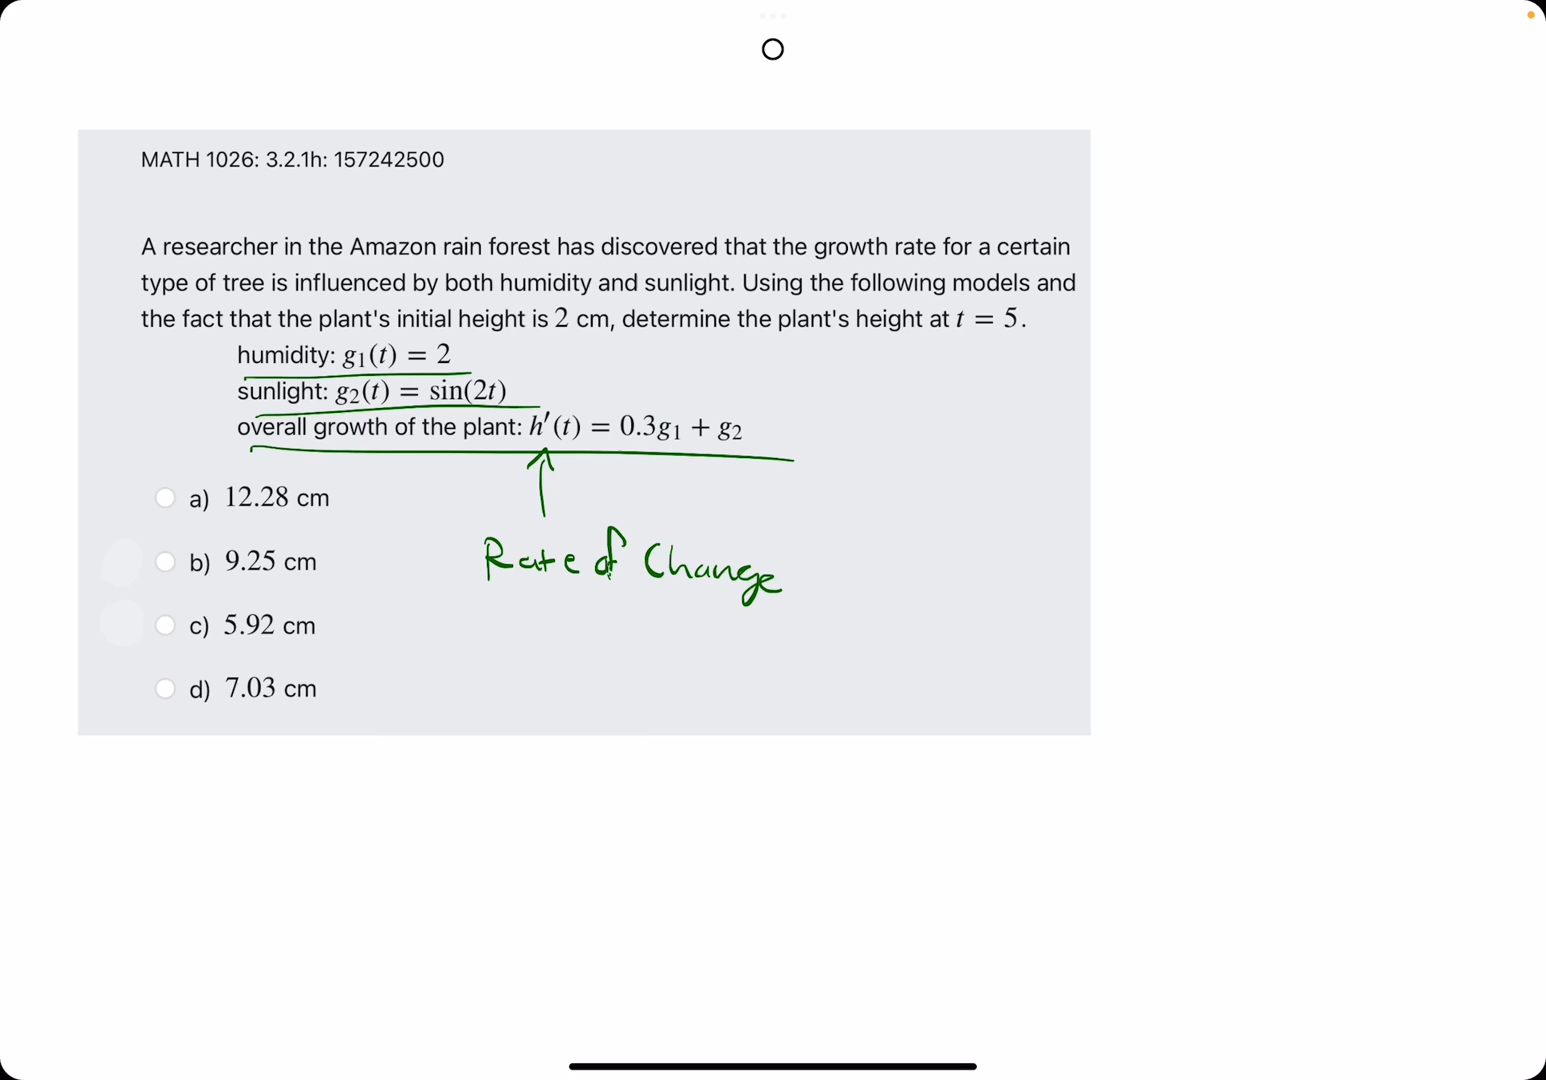 MATH 1026: 3.2.1h: 157242500
A researcher in the Amazon rain forest has discovered that the growth rate for a certain
type of tree is influenced by both humidity and sunlight. Using the following models and
the fact that the plant's initial height is 2 cm, determine the plant's height at t = 5.
humidity: g₁(t) = 2
sunlight: g₂(t) = sin(2t)
overall growth of the plant: h′(t) = 0.3g₁ + g₂
a) 12.28 cm
Rate of Change
b) 9.25 cm
c) 5.92 cm
d) 7.03 cm